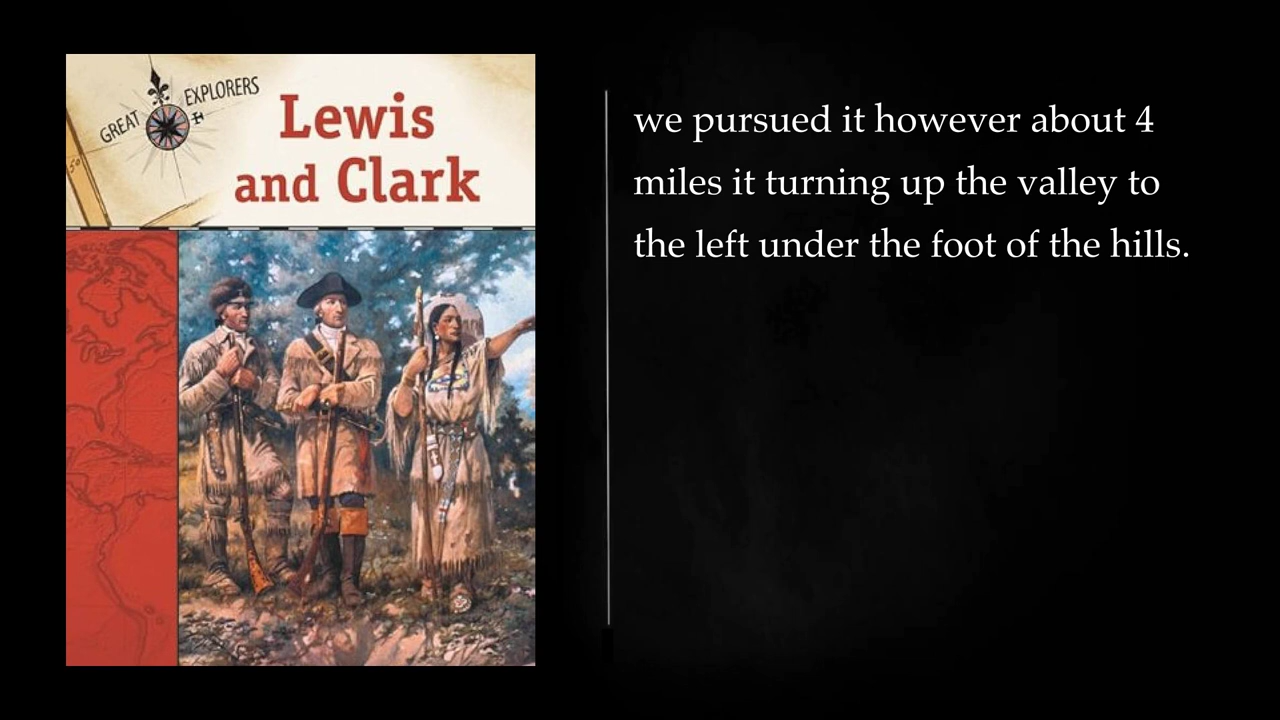 GREAT EXPLORERS
Lewis
and Clark
we pursued it however about 4
miles it turning up the valley to
the left under the foot of the hills.